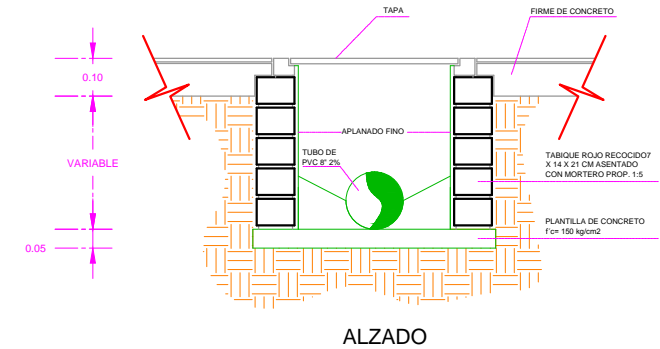 TAPA
FIRME DE CONCRETO
0.10
APLANADO FINO
TUBO DE
PVC 8" 2%
VARIABLE
TABIQUE ROJO RECOCIDO7
X 14 X 21 CM ASENTADO
CON MORTERO PROP. 1:5
PLANTILLA DE CONCRETO
f'c= 150 kg/cm2
0.05
ALZADO